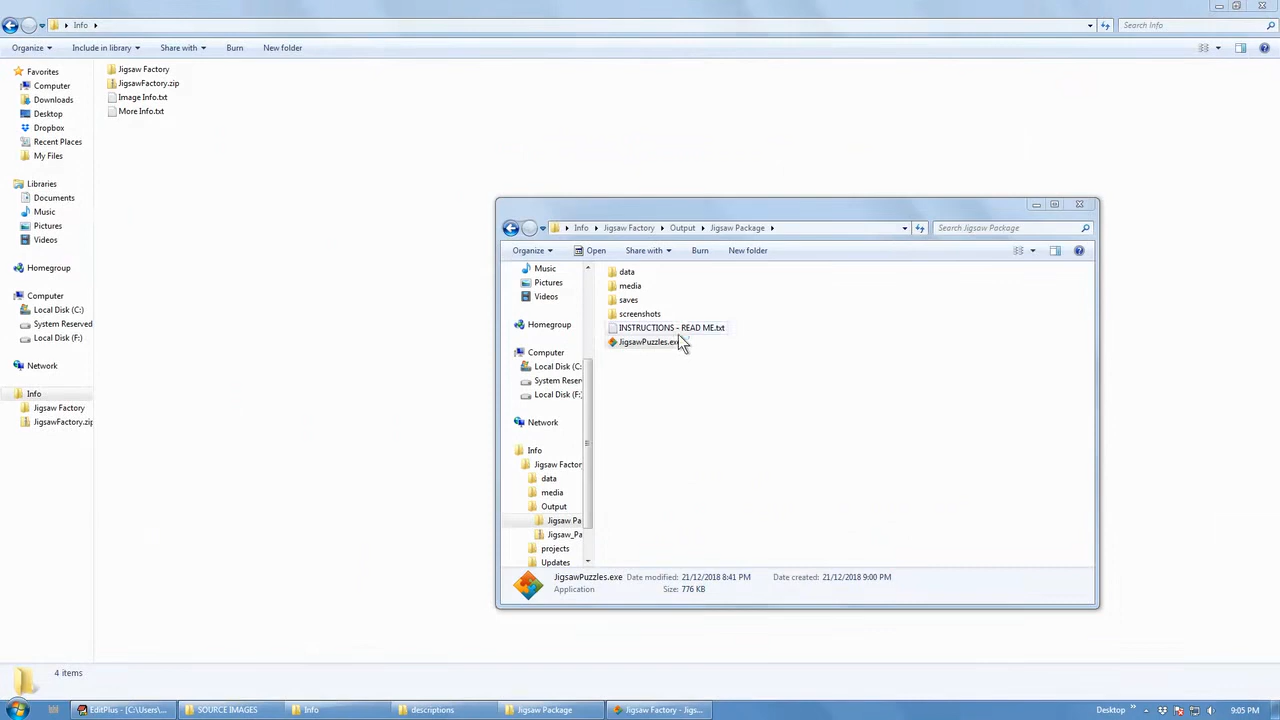 Info
Search Info
Organize
Include in library
Share with
Burn
New folder
Favorites
Computer
Downloads
Desktop
Dropbox
Recent Places
My Files
Libraries
Documents
Music
Pictures
Videos
Homegroup
Computer
Local Disk (C:)
System Reserved
Local Disk (F:)
Network
Info
Jigsaw Factory
JigsawFactory.zip
Jigsaw Factory
JigsawFactory.zip
Image Info.txt
More Info.txt
Info
Jigsaw Factory
Output
Jigsaw Package
Search Jigsaw Package
Organize
Open
Share with
Burn
New folder
Music
Pictures
Videos
Homegroup
Computer
Local Disk (C:
System Reser
Local Disk (F:
Network
Info
Jigsaw Factor
data
media
Output
Jigsaw Pa
Jigsaw_Pa
projects
Updates
data
media
saves
screenshots
INSTRUCTIONS - READ ME.txt
JigsawPuzzles.exe
JigsawPuzzles.exe Date modified: 21/12/2018 8:41 PM Date created: 21/12/2018 9:00 PM
Application Size: 776 KB
4 items
EditPlus - [C:\Users\...
SOURCE IMAGES
Info
descriptions
Jigsaw Package
Jigsaw Factory - Jigs...
Desktop
9:05 PM